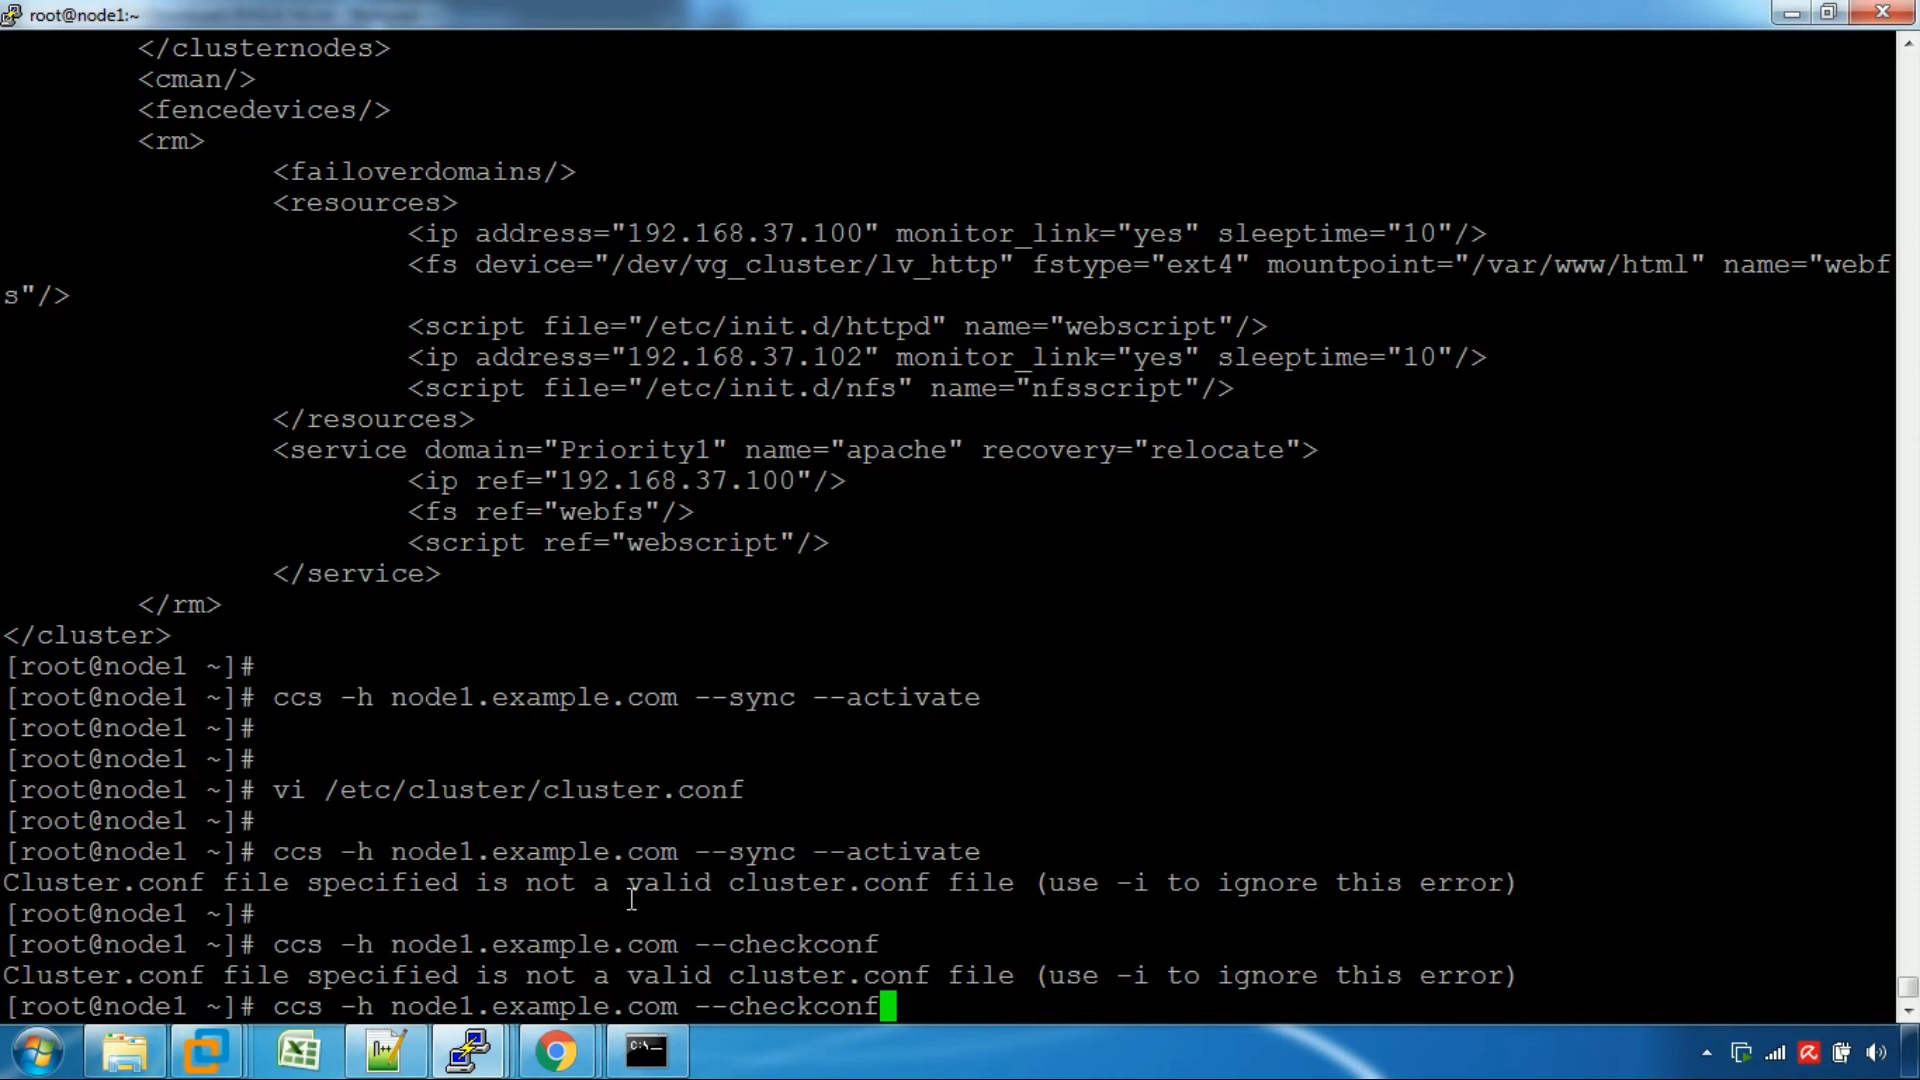 root@node1:~
</clusternodes>
<cman/>
<fencedevices/>
<rm>
<failoverdomains/>
<resources>
<ip address="192.168.37.100" monitor_link="yes" sleeptime="10"/>
<fs device="/dev/vg_cluster/lv_http" fstype="ext4" mountpoint="/var/www/html" name="webf
s"/>
<script file="/etc/init.d/httpd" name="webscript"/>
<ip address="192.168.37.102" monitor_link="yes" sleeptime="10"/>
<script file="/etc/init.d/nfs" name="nfsscript"/>
</resources>
<service domain="Priority1" name="apache" recovery="relocate">
<ip ref="192.168.37.100"/>
<fs ref="webfs"/>
<script ref="webscript"/>
</service>
</rm>
</cluster>
[root@node1 ~]#
[root@node1 ~]# ccs -h node1.example.com --sync --activate
[root@node1 ~]#
[root@node1 ~]#
[root@node1 ~]# vi /etc/cluster/cluster.conf
[root@node1 ~]#
[root@node1 ~]# ccs -h node1.example.com --sync --activate
Cluster.conf file specified is not a valid cluster.conf file (use -i to ignore this error)
[root@node1 ~]#
[root@node1 ~]# ccs -h node1.example.com --checkconf
Cluster.conf file specified is not a valid cluster.conf file (use -i to ignore this error)
[root@node1 ~]# ccs -h node1.example.com --checkconf